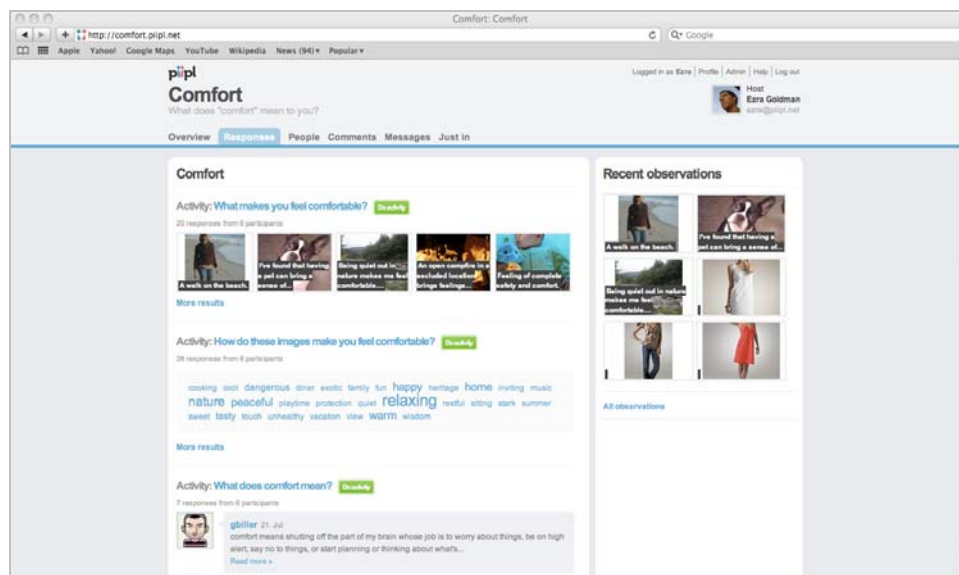 Comfort: Comfort
http://comfort.piipl.net
Google
Apple Yahoo! Google Maps YouTube Wikipedia News (94) Popular
piipl
Logged in as Ezra | Profile | Admin | Help | Log out
Comfort
What does "comfort" mean to you?
Host
Ezra Goldman
ezra@piipl.net
Overview Responses People Comments Messages Just in
Comfort
Activity: What makes you feel comfortable? Do activity
20 responses from 6 participants
A walk on the beach.
I've found that having a pet can bring a sense of...
Being quiet out in nature makes me feel comfortable....
An open campfire in a secluded location brings feelings...
Feeling of complete safety and comfort.
More results
Activity: How do these images make you feel comfortable? Do activity
28 responses from 6 participants
cooking cool dangerous diner exotic family fun happy heritage home inviting music
nature peaceful playtime protection quiet relaxing restful sitting stark summer
sweet tasty touch unhealthy vacation view warm wisdom
More results
Activity: What does comfort mean? Do activity
7 responses from 6 participants
gbiller 21. Jul
comfort means shutting off the part of my brain whose job is to worry about things, be on high
alert, say no to things, or start planning or thinking about what's...
Read more »
Recent observations
A walk on the beach.
I've found that having a
pet can bring a sense of...
Being quiet out in nature
makes me feel
comfortable....
All observations